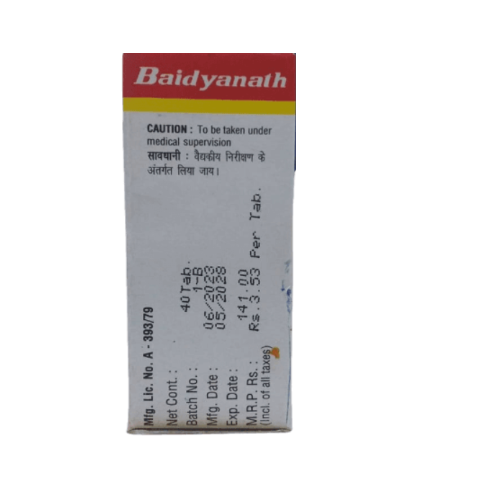 Baidyanath
CAUTION : To be taken under
medical supervision
सावधानी : वैद्यकीय निरीक्षण के
अंतर्गत लिया जाय।
Mfg. Lic. No. A - 393/79
Net Cont. : 40 Tab.
Batch No. : 1-B
Mfg. Date : 06/2023
Exp. Date : 05/2028
M.R.P. Rs. : 141.00
(Incl. of all taxes) Rs.3.53 Per Tab.